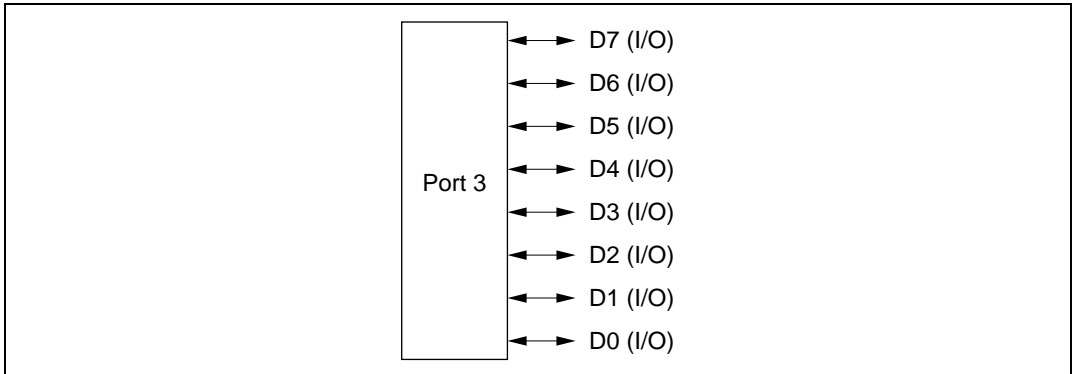 D7 (I/O)
D6 (I/O)
D5 (I/O)
D4 (I/O)
Port 3
D3 (I/O)
D2 (I/O)
D1 (I/O)
D0 (I/O)